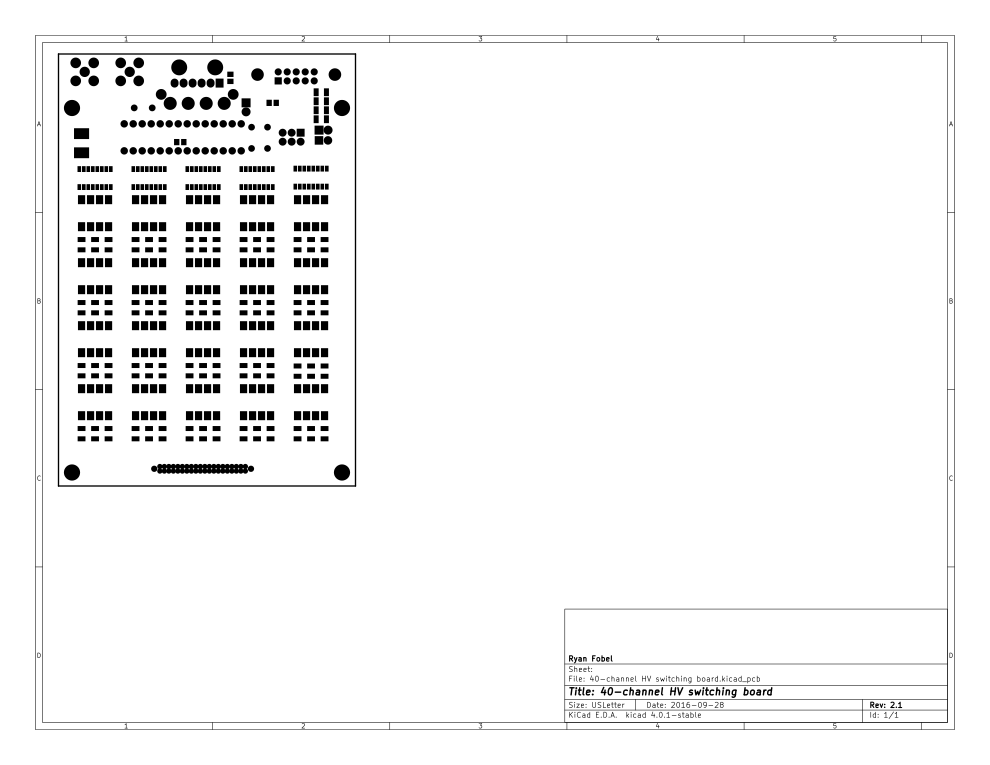 1 2 3 4 5
A A
B B
C C
D D
Ryan Fobel
Sheet:
File: 40-channel HV switching board.kicad_pcb
Title: 40-channel HV switching board
Size: USLetter Date: 2016-09-28 Rev: 2.1
KiCad E.D.A. kicad 4.0.1-stable Id: 1/1
1 2 3 4 5